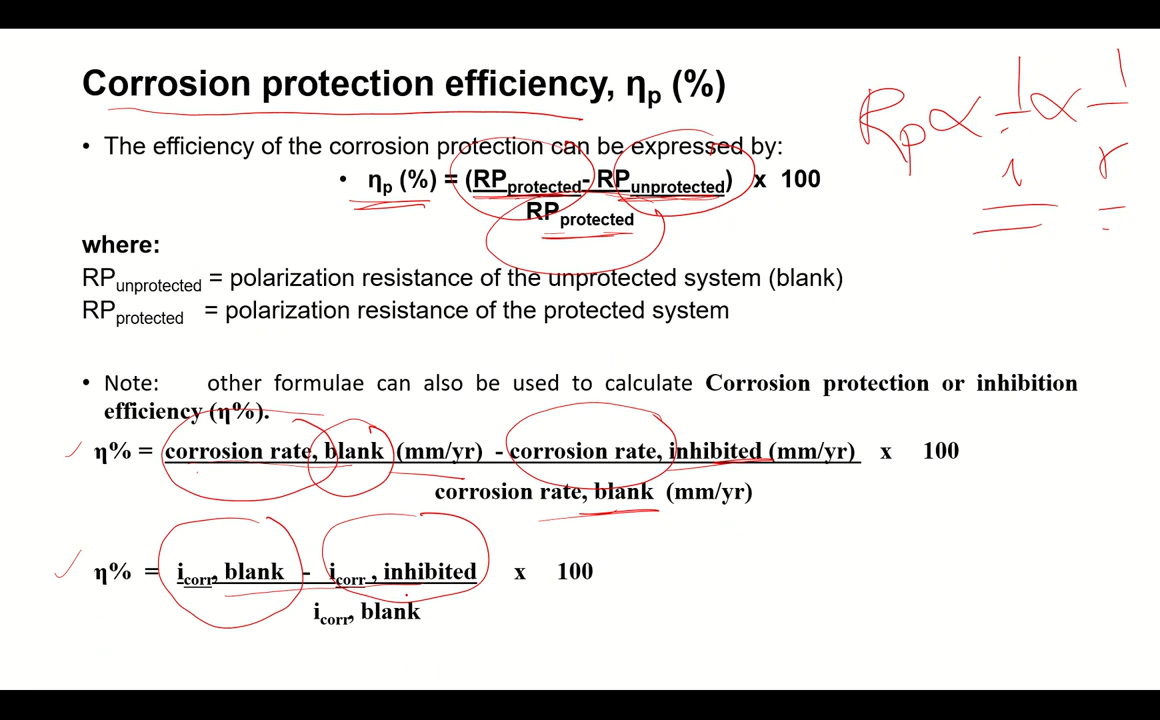 Corrosion protection efficiency, ηp (%)
Rp ∝ 1/i ∝ 1/r
• The efficiency of the corrosion protection can be expressed by:
• ηp (%) = (RPprotected- RPunprotected) x 100
RPprotected
where:
RPunprotected = polarization resistance of the unprotected system (blank)
RPprotected = polarization resistance of the protected system
• Note: other formulae can also be used to calculate Corrosion protection or inhibition
efficiency (η%).
η% = corrosion rate, blank (mm/yr) - corrosion rate, inhibited (mm/yr) x 100
corrosion rate, blank (mm/yr)
η% = icorr, blank - icorr, inhibited x 100
icorr, blank